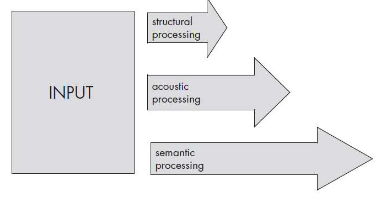 structural
processing
INPUT
acoustic
processing
semantic
processing